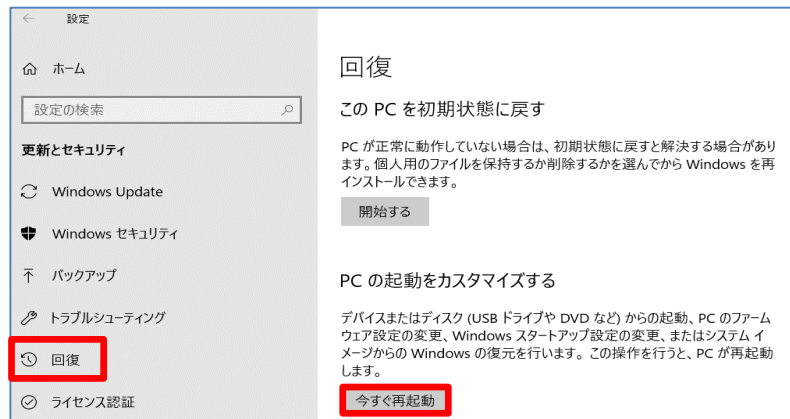 設定
ホーム
設定の検索
更新とセキュリティ
Windows Update
Windows セキュリティ
バックアップ
トラブルシューティング
回復
ライセンス認証
回復
この PC を初期状態に戻す
PC が正常に動作していない場合は、初期状態に戻すと解決する場合があり
ます。個人用のファイルを保持するか削除するかを選んでから Windows を再
インストールできます。
開始する
PC の起動をカスタマイズする
デバイスまたはディスク (USB ドライブや DVD など) からの起動、PC のファーム
ウェア設定の変更、Windows スタートアップ設定の変更、またはシステム イ
メージからの Windows の復元を行います。この操作を行うと、PC が再起動
します。
今すぐ再起動